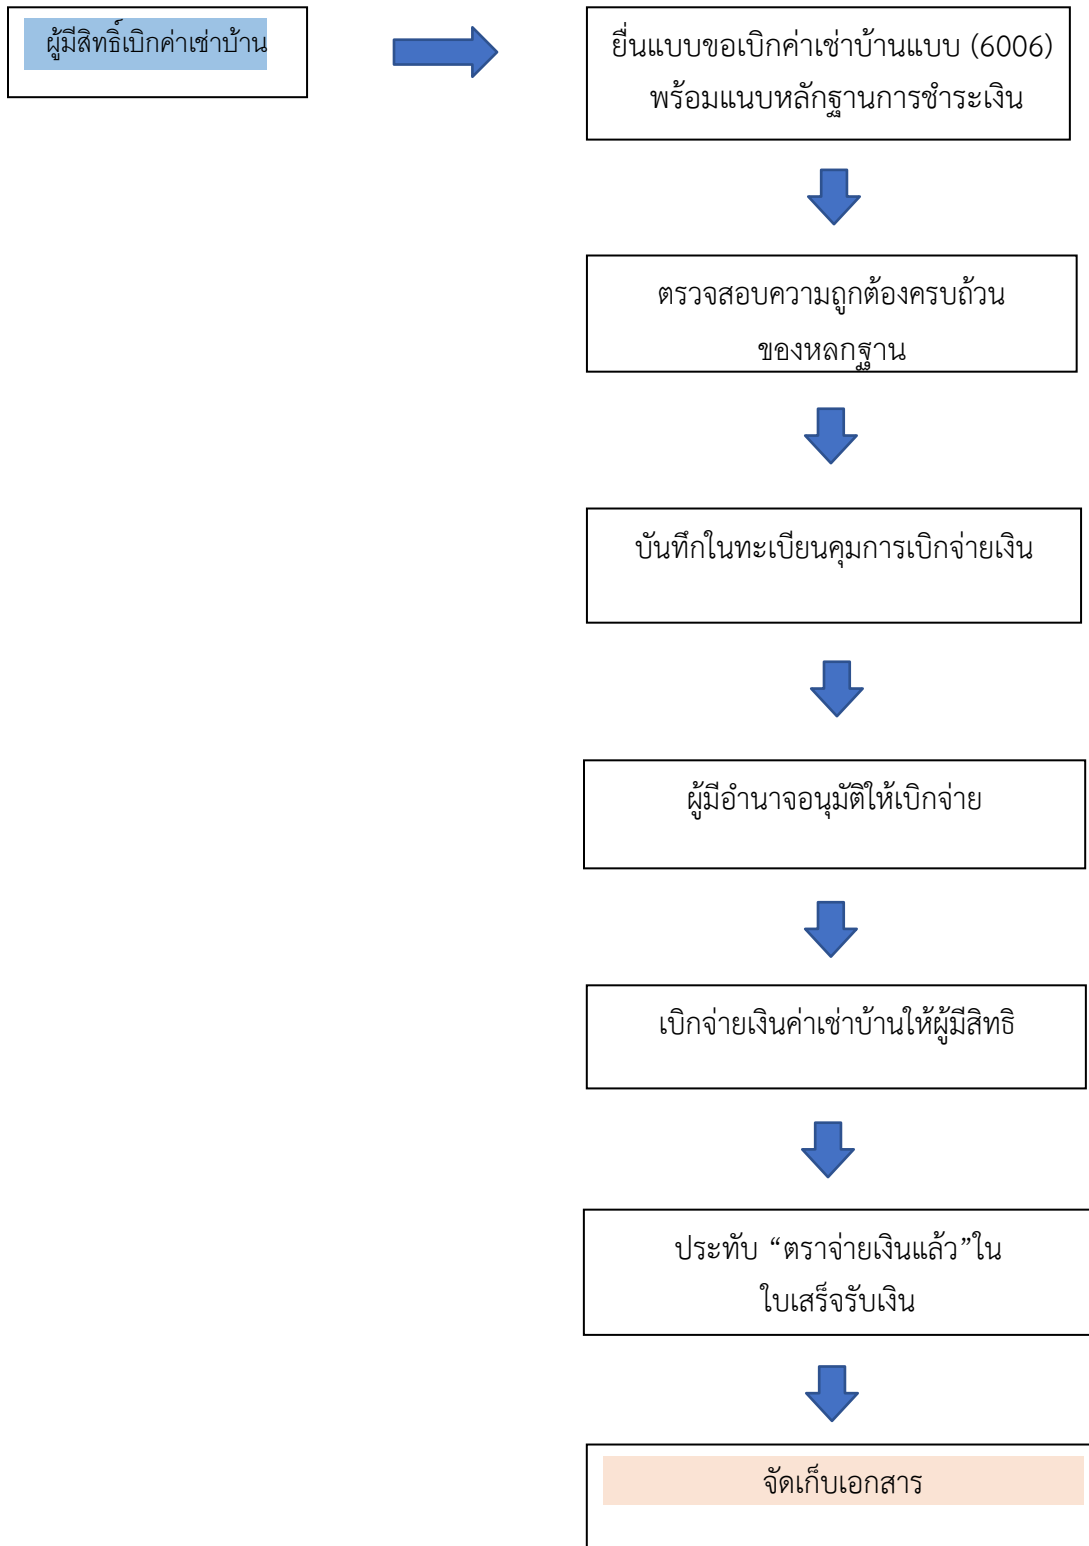 ผู้มีสิทธิ์เบิกค่าเช่าบ้าน
ยื่นแบบขอเบิกค่าเช่าบ้านแบบ (6006)
พร้อมแนบหลักฐานการชำระเงิน
ตรวจสอบความถูกต้องครบถ้วน
ของหลกฐาน
บันทึกในทะเบียนคุมการเบิกจ่ายเงิน
ผู้มีอำนาจอนุมัติให้เบิกจ่าย
เบิกจ่ายเงินค่าเช่าบ้านให้ผู้มีสิทธิ
ประทับ “ตราจ่ายเงินแล้ว”ใน
ใบเสร็จรับเงิน
จัดเก็บเอกสาร